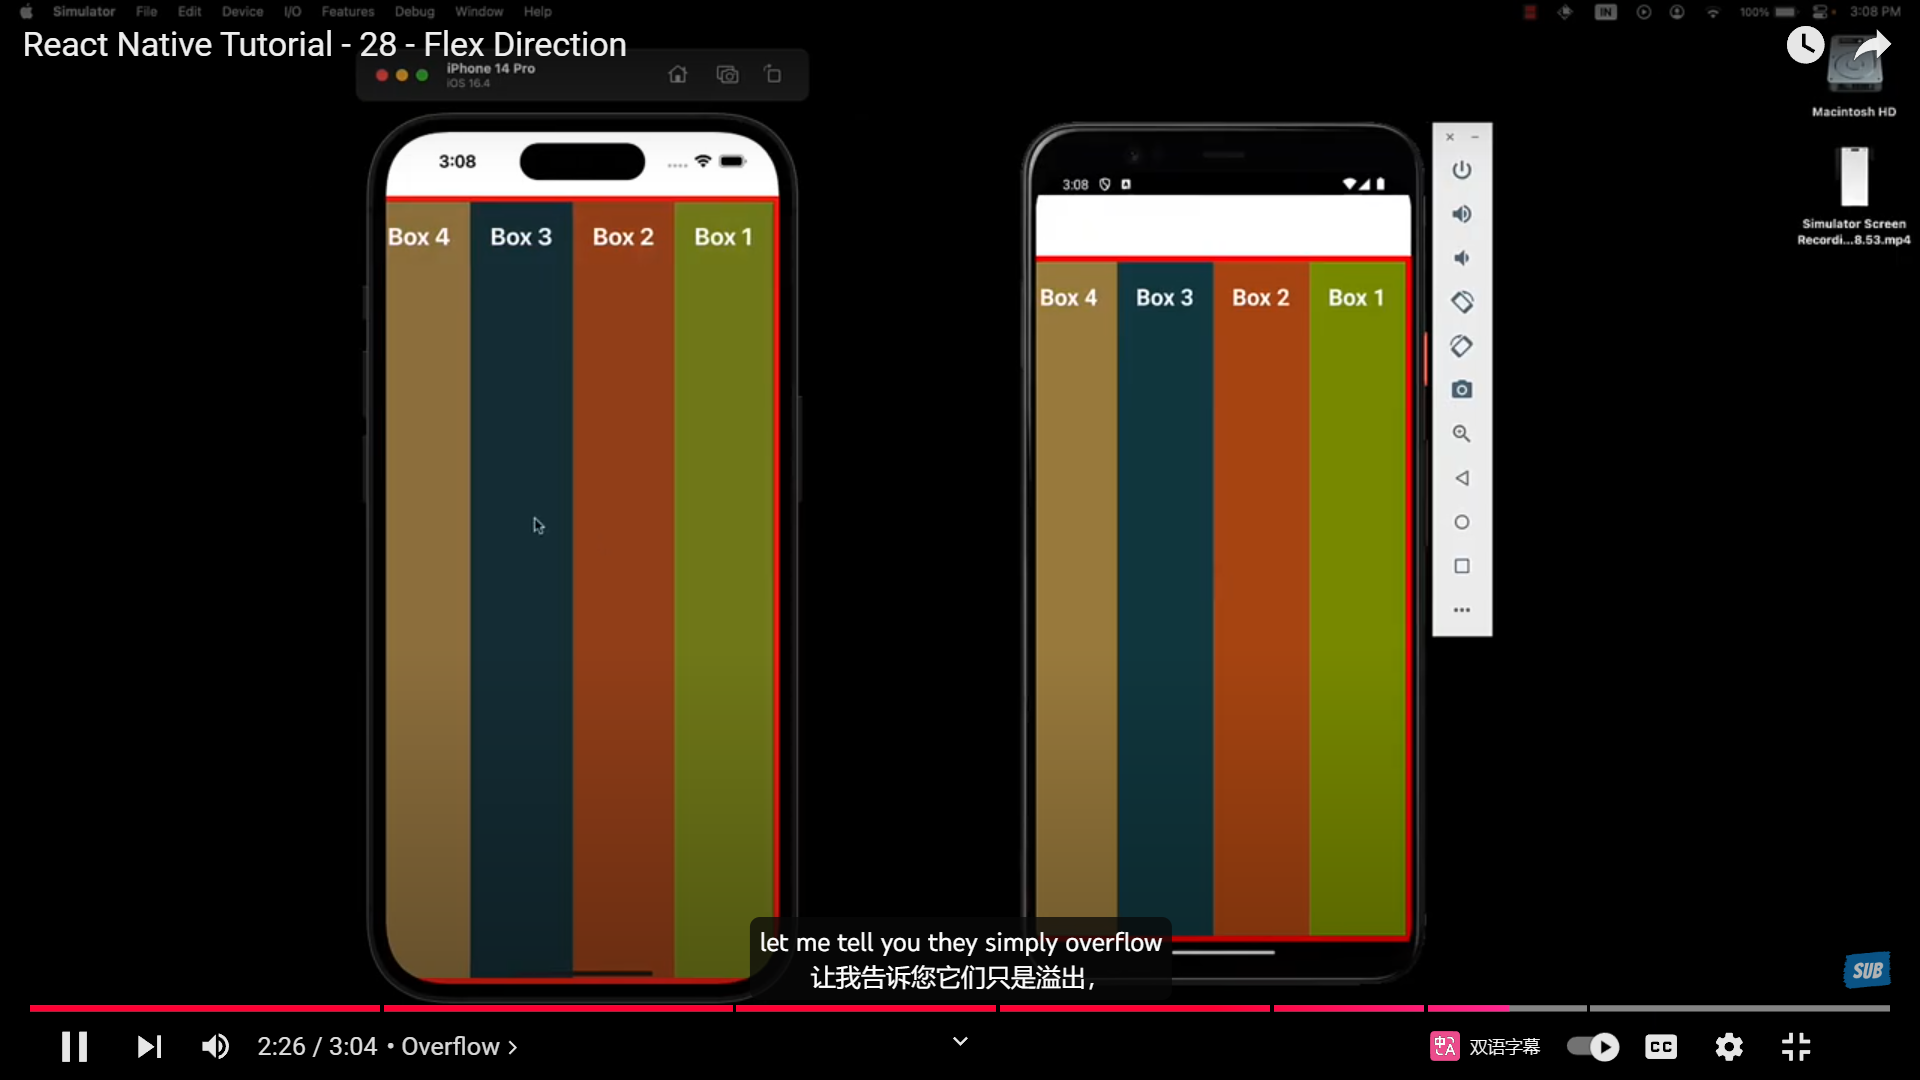 Simulator File Edit Device I/O Features Debug Window Help
IN 100% 3:08 PM
React Native Tutorial - 28 - Flex Direction
iPhone 14 Pro
iOS 16.4
Macintosh HD
Simulator Screen
Recordi...8.53.mp4
3:08
Box 4 Box 3 Box 2 Box 1
3:08
Box 4 Box 3 Box 2 Box 1
let me tell you they simply overflow
让我告诉您它们只是溢出，
SUB
2:26 / 3:04 • Overflow
中A 双语字幕 CC